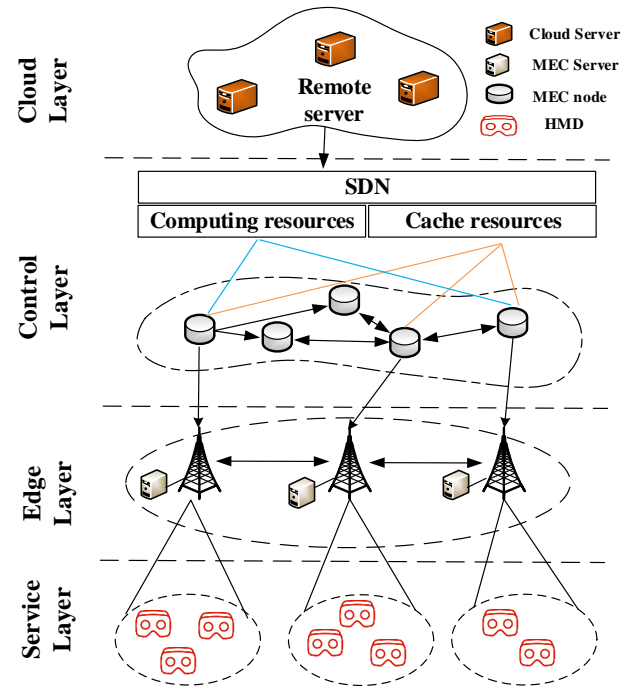 Cloud Server
MEC Server
MEC node
HMD
Cloud
Layer
Remote
server
SDN
Computing resources
Cache resources
Control
Layer
Edge
Layer
Service
Layer